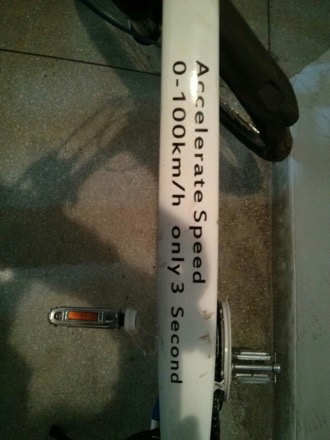 Accelerate Speed
0-100km/h only 3 Second